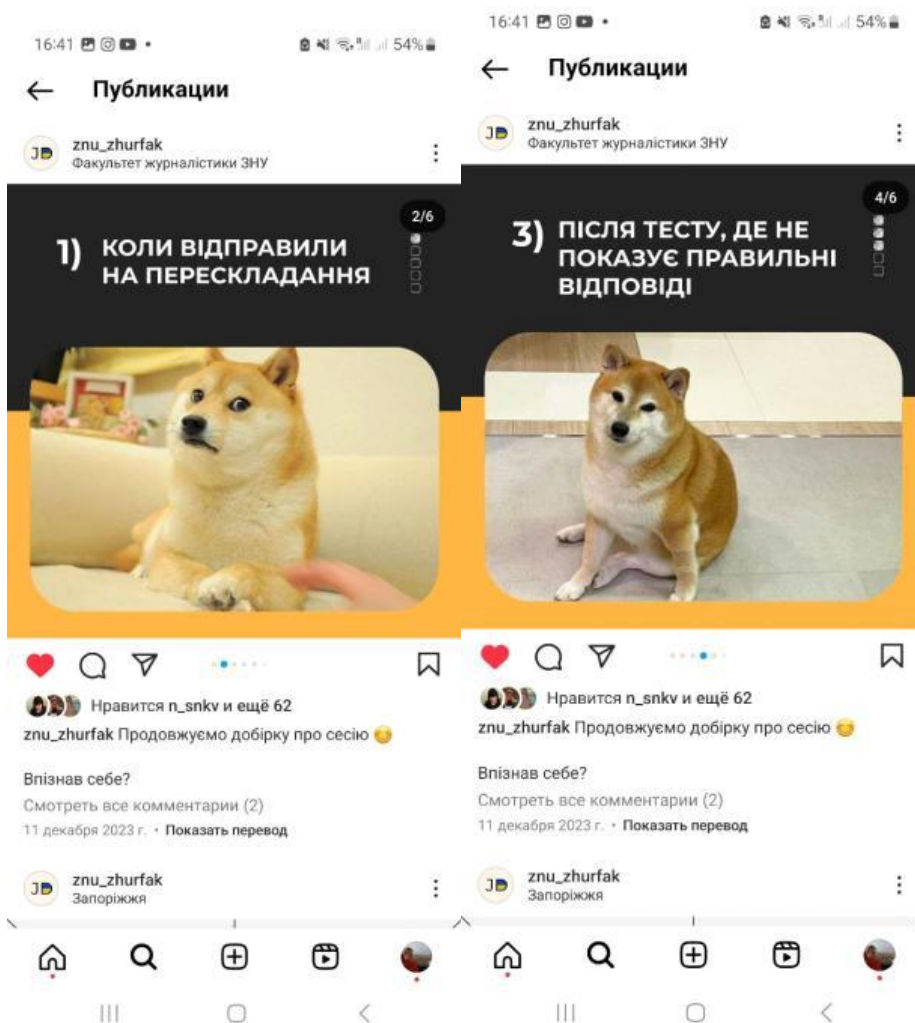 16:41
54%
Публикации
znu_zhurfak
Факультет журналістики ЗНУ
2/6
1) КОЛИ ВІДПРАВИЛИ
НА ПЕРЕСКЛАДАННЯ
Нравится n_snkv и ещё 62
znu_zhurfak Продовжуємо добірку про сесію
Впізнав себе?
Смотреть все комментарии (2)
11 декабря 2023 г. • Показать перевод
znu_zhurfak
Запоріжжя
16:41
54%
Публикации
znu_zhurfak
Факультет журналістики ЗНУ
4/6
3) ПІСЛЯ ТЕСТУ, ДЕ НЕ
ПОКАЗУЄ ПРАВИЛЬНІ
ВІДПОВІДІ
Нравится n_snkv и ещё 62
znu_zhurfak Продовжуємо добірку про сесію
Впізнав себе?
Смотреть все комментарии (2)
11 декабря 2023 г. • Показать перевод
znu_zhurfak
Запоріжжя